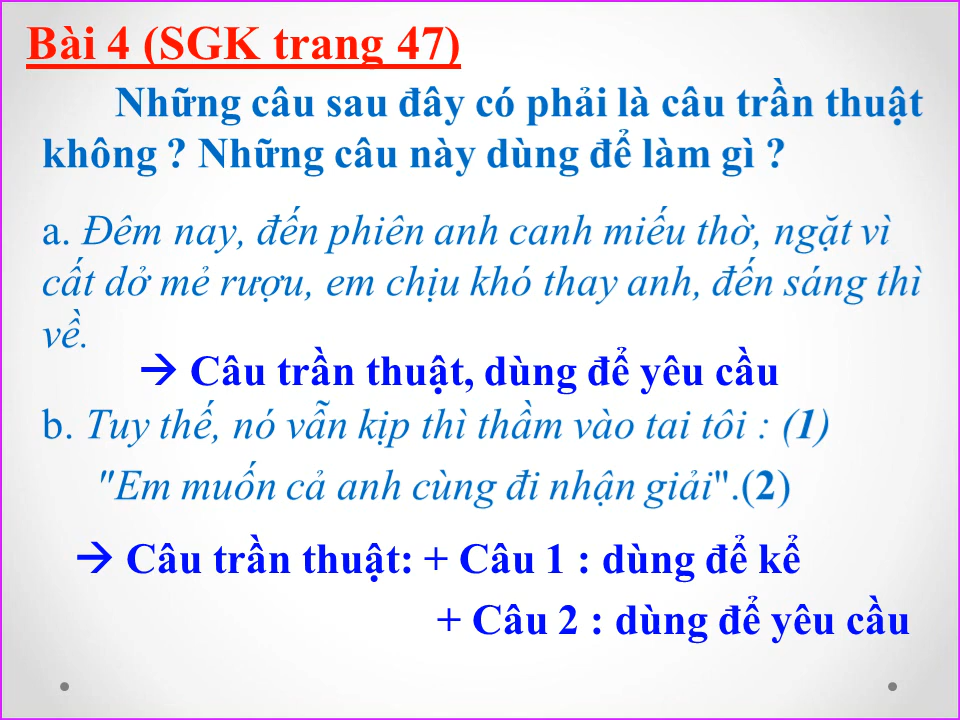 Bài 4 (SGK trang 47)
Những câu sau đây có phải là câu trần thuật
không ? Những câu này dùng để làm gì ?
a. Đêm nay, đến phiên anh canh miếu thờ, ngặt vì
cất dở mẻ rượu, em chịu khó thay anh, đến sáng thì
về.
→ Câu trần thuật, dùng để yêu cầu
b. Tuy thế, nó vẫn kịp thì thầm vào tai tôi : (1)
"Em muốn cả anh cùng đi nhận giải".(2)
→ Câu trần thuật: + Câu 1 : dùng để kể
+ Câu 2 : dùng để yêu cầu